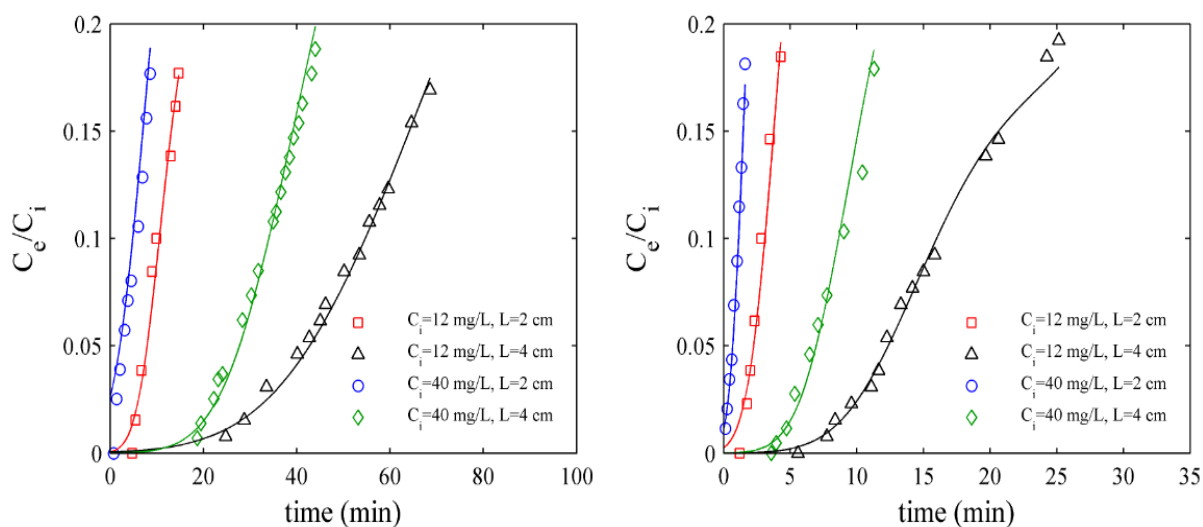 0.2
0.15
0.1
0.05
0
C_e/C_i
C_i=12 mg/L, L=2 cm
C_i=12 mg/L, L=4 cm
C_i=40 mg/L, L=2 cm
C_i=40 mg/L, L=4 cm
0 20 40 60 80 100
time (min)
0.2
0.15
0.1
0.05
0
C_e/C_i
C_i=12 mg/L, L=2 cm
C_i=12 mg/L, L=4 cm
C_i=40 mg/L, L=2 cm
C_i=40 mg/L, L=4 cm
0 5 10 15 20 25 30 35
time (min)